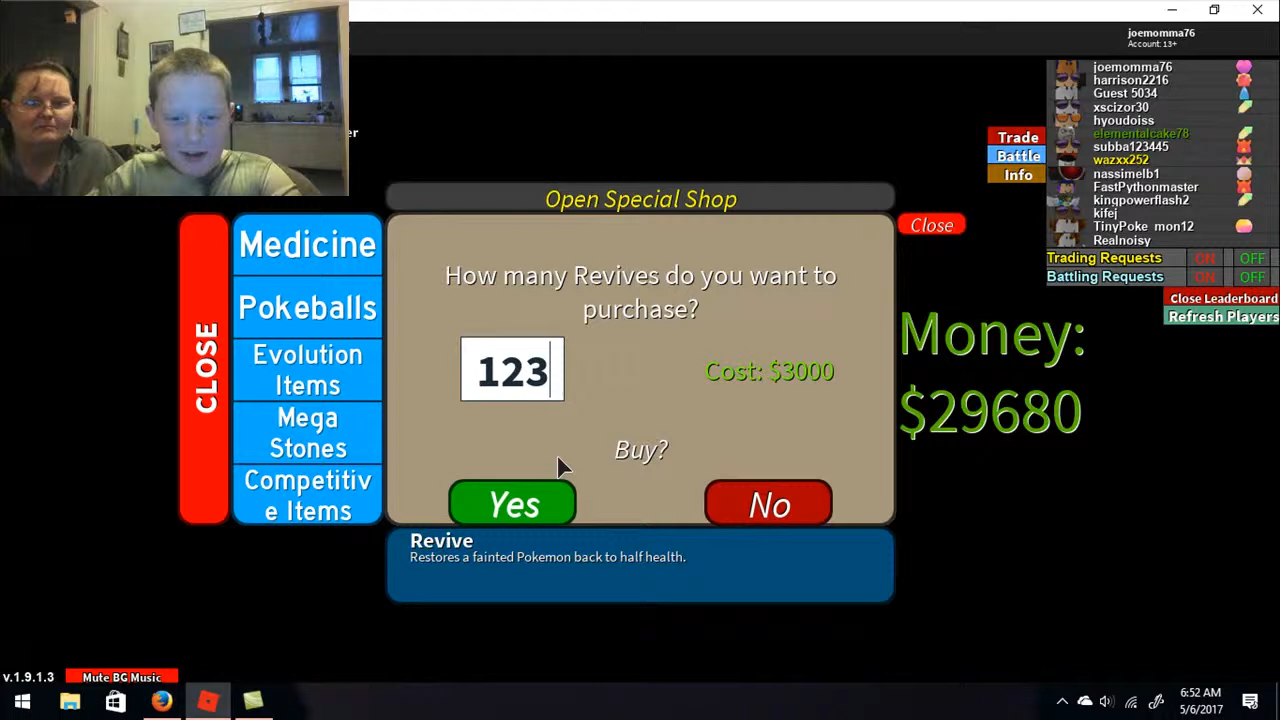 joemomma76
Account: 13+
joemomma76
harrison2216
Guest 5034
xscizor30
hyoudoiss
elementalcake78
subba123445
wazxx252
nassimelb1
FastPythonmaster
kingpowerflash2
kifej
TinyPoke mon12
Realnoisy
Trading Requests ON OFF
Battling Requests ON OFF
Close Leaderboard
Refresh Players
Trade
Battle
Info
er
Open Special Shop
Close
CLOSE
Medicine
Pokeballs
Evolution
Items
Mega
Stones
Competitiv
e Items
How many Revives do you want to
purchase?
123
Cost: $3000
Buy?
Yes
No
Revive
Restores a fainted Pokemon back to half health.
Money:
$29680
v.1.9.1.3
Mute BG Music
6:52 AM
5/6/2017